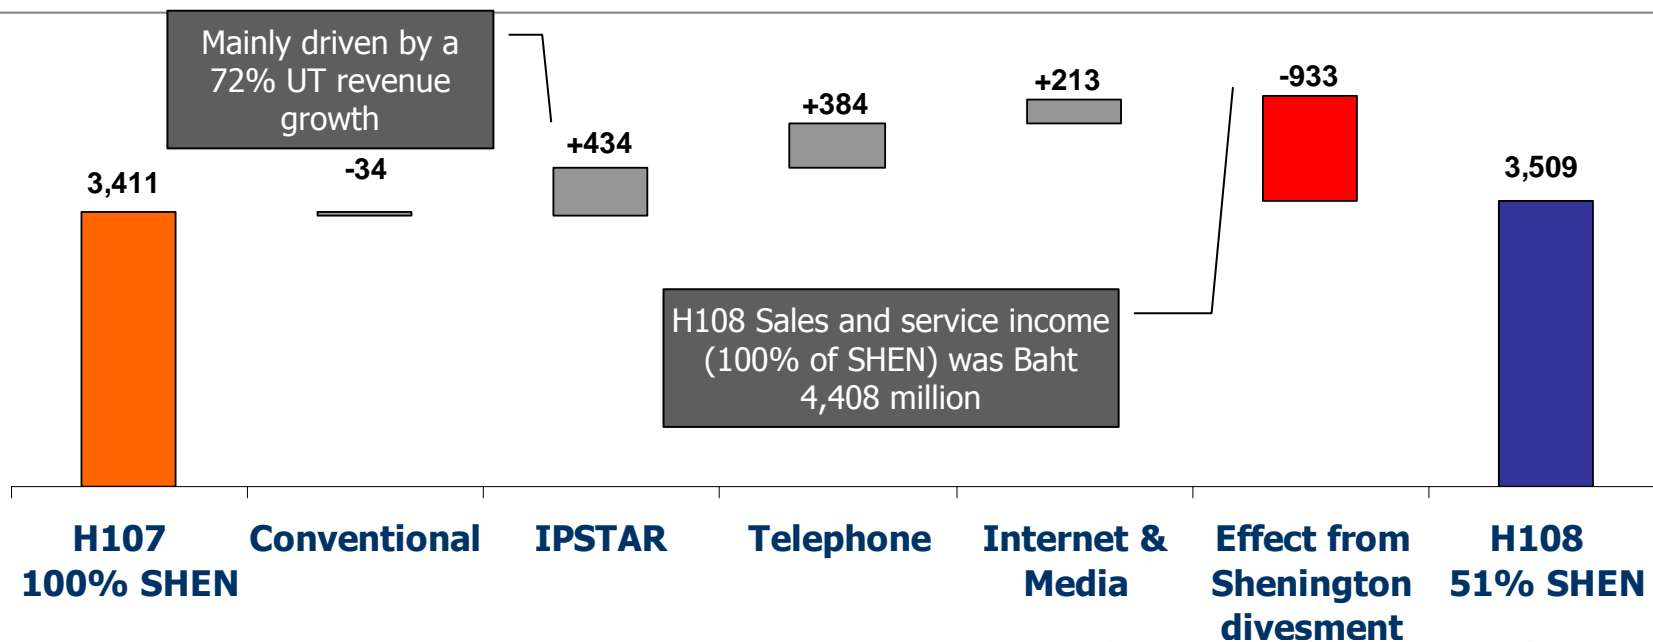 Mainly driven by a
72% UT revenue
growth
3,411
-34
+434
+384
+213
-933
3,509
H108 Sales and service income
(100% of SHEN) was Baht
4,408 million
H107
100% SHEN
Conventional
IPSTAR
Telephone
Internet &
Media
Effect from
Shenington
divesment
H108
51% SHEN